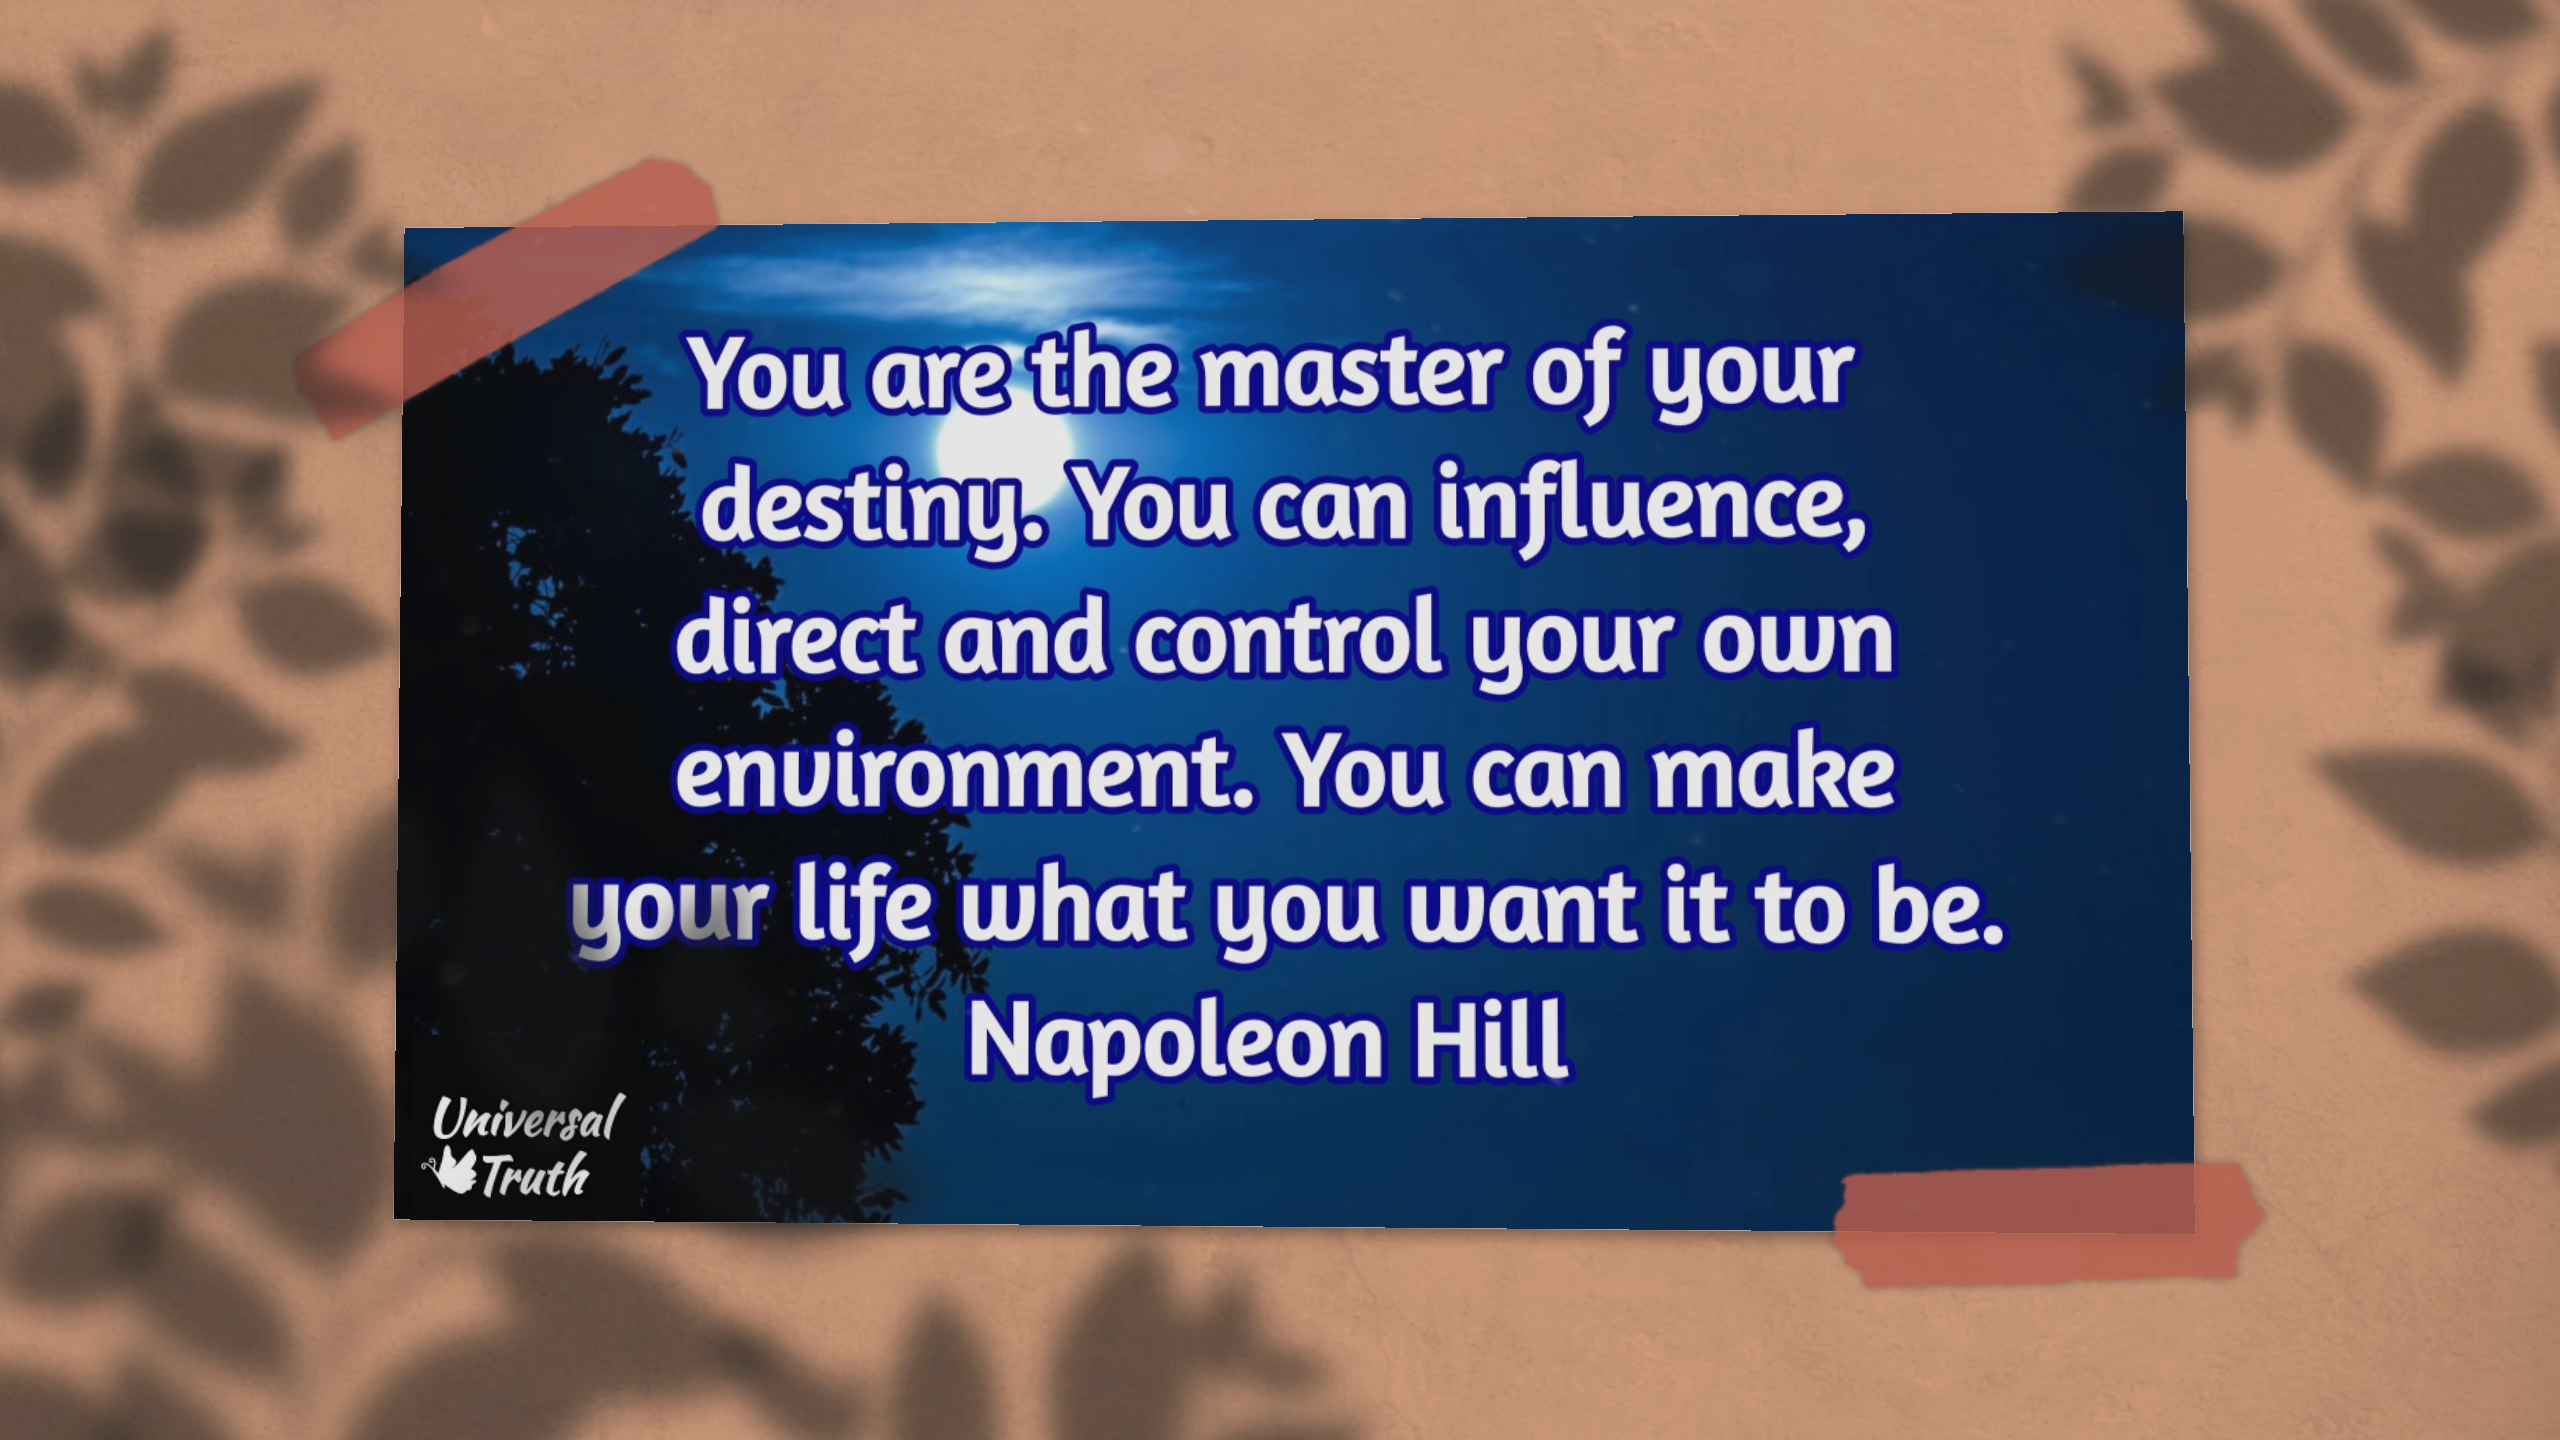 You are the master of your
destiny. You can influence,
direct and control your own
environment. You can make
your life what you want it to be.
Napoleon Hill
Universal
Truth